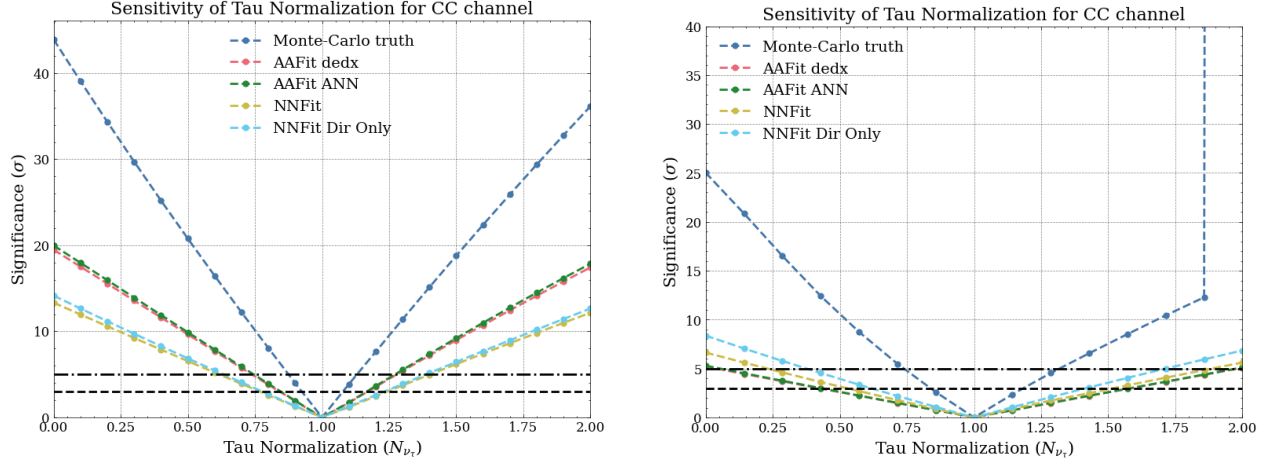 Sensitivity of Tau Normalization for CC channel
Significance (σ)
40
30
20
10
0
Monte-Carlo truth
AAFit dedx
AAFit ANN
NNFit
NNFit Dir Only
0.00 0.25 0.50 0.75 1.00 1.25 1.50 1.75 2.00
Tau Normalization (N_{ν_τ})
Sensitivity of Tau Normalization for CC channel
Significance (σ)
40
35
30
25
20
15
10
5
0
Monte-Carlo truth
AAFit dedx
AAFit ANN
NNFit
NNFit Dir Only
0.00 0.25 0.50 0.75 1.00 1.25 1.50 1.75 2.00
Tau Normalization (N_{ν_τ})